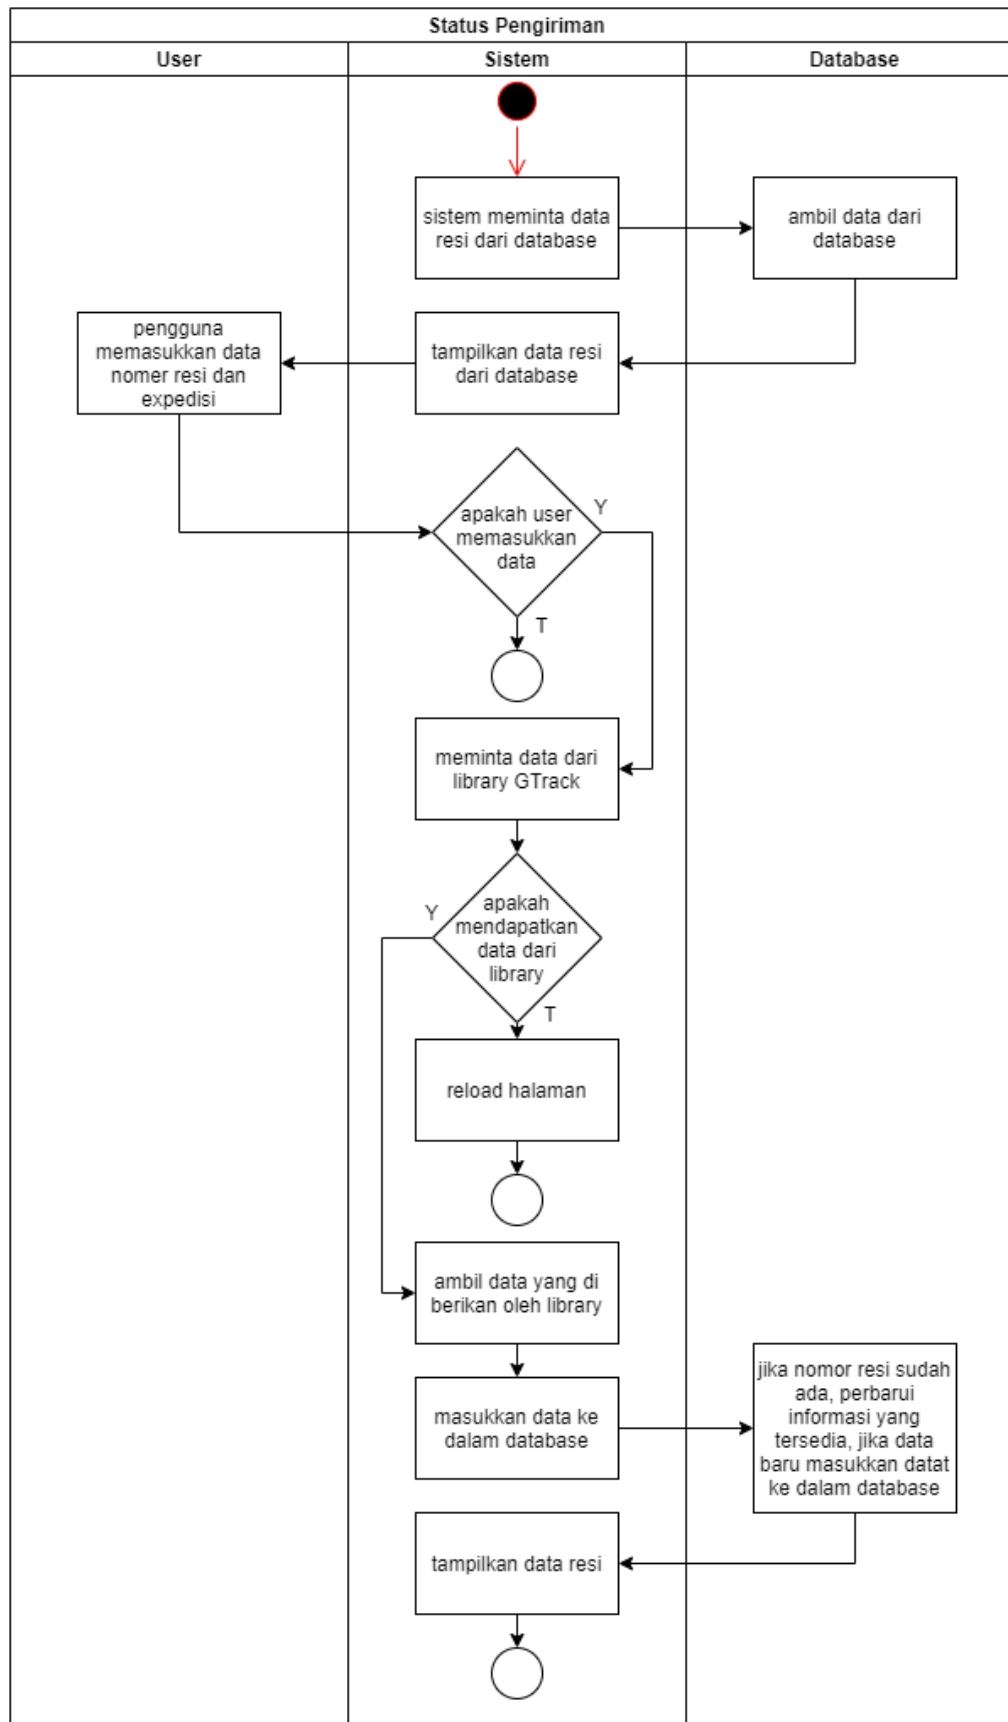 Status Pengiriman
User
Sistem
Database
sistem meminta data
resi dari database
ambil data dari
database
pengguna
memasukkan data
nomer resi dan
expedisi
tampilkan data resi
dari database
apakah user
memasukkan
data
Y
T
meminta data dari
library GTrack
apakah
mendapatkan
data dari
library
Y
T
reload halaman
ambil data yang di
berikan oleh library
masukkan data ke
dalam database
jika nomor resi sudah
ada, perbarui
informasi yang
tersedia, jika data
baru masukkan datat
ke dalam database
tampilkan data resi